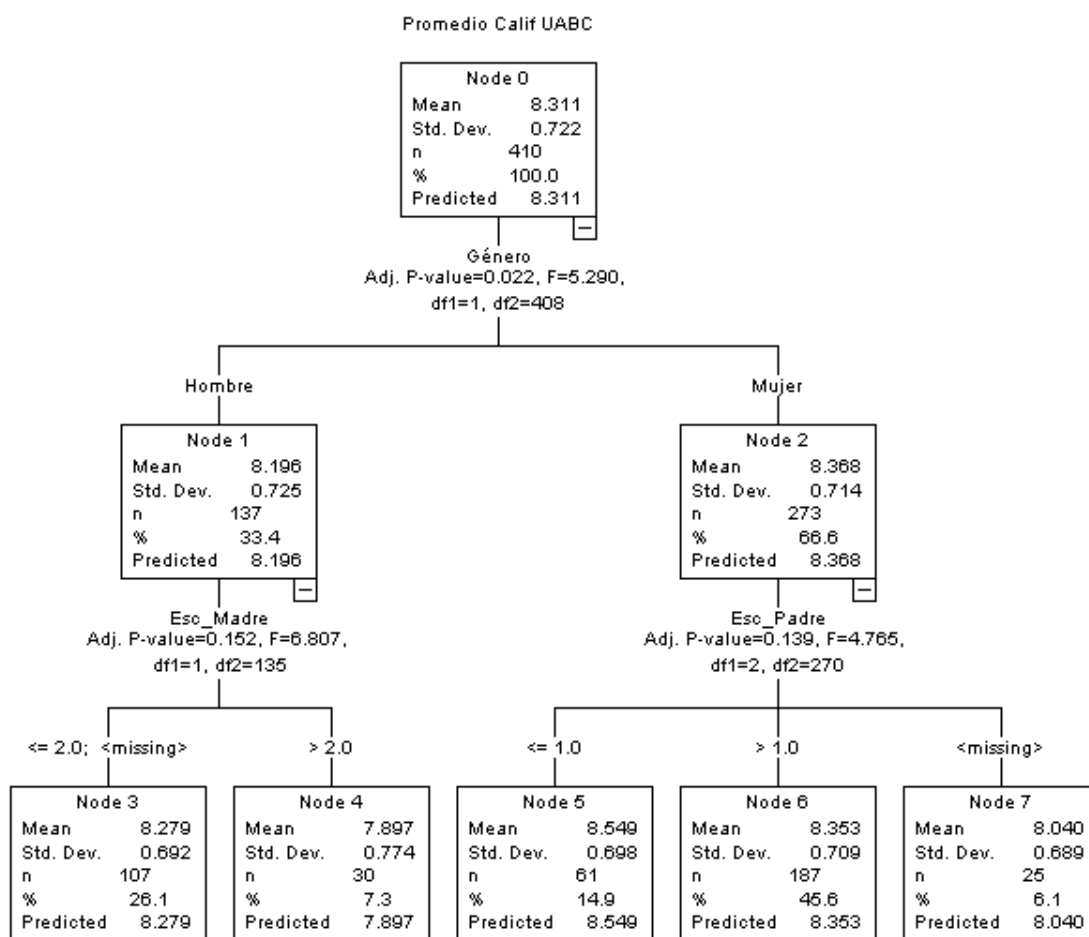 Promedio Calif UABC
Node 0
Mean 8.311
Std. Dev. 0.722
n 410
% 100.0
Predicted 8.311
Género
Adj. P-value=0.022, F=5.290,
df1=1, df2=408
Hombre
Mujer
Node 1
Mean 8.196
Std. Dev. 0.725
n 137
% 33.4
Predicted 8.196
Node 2
Mean 8.368
Std. Dev. 0.714
n 273
% 66.6
Predicted 8.368
Esc_Madre
Adj. P-value=0.152, F=6.807,
df1=1, df2=135
Esc_Padre
Adj. P-value=0.139, F=4.765,
df1=2, df2=270
<= 2.0; <missing>
> 2.0
<= 1.0
> 1.0
<missing>
Node 3
Mean 8.279
Std. Dev. 0.692
n 107
% 26.1
Predicted 8.279
Node 4
Mean 7.897
Std. Dev. 0.774
n 30
% 7.3
Predicted 7.897
Node 5
Mean 8.549
Std. Dev. 0.698
n 61
% 14.9
Predicted 8.549
Node 6
Mean 8.353
Std. Dev. 0.709
n 187
% 45.6
Predicted 8.353
Node 7
Mean 8.040
Std. Dev. 0.689
n 25
% 6.1
Predicted 8.040